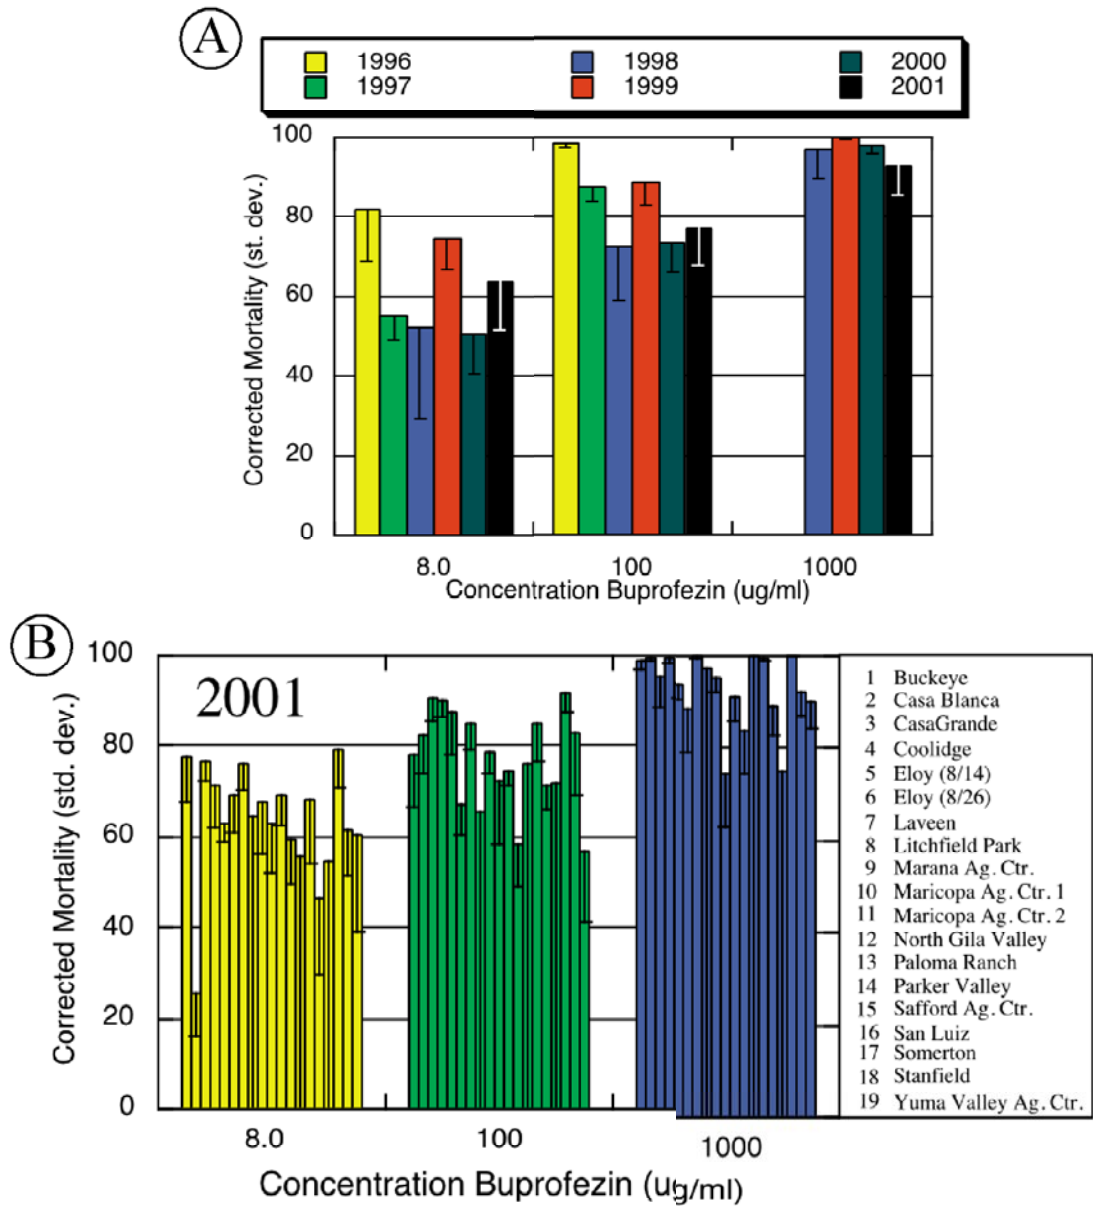 A
1996 1998 2000
1997 1999 2001
100
80
60
40
20
0
Corrected Mortality (st. dev.)
8.0 100 1000
Concentration Buprofezin (ug/ml)
B
2001
100
80
60
40
20
0
Corrected Mortality (std. dev.)
8.0 100 1000
Concentration Buprofezin (ug/ml)
1 Buckeye
2 Casa Blanca
3 CasaGrande
4 Coolidge
5 Eloy (8/14)
6 Eloy (8/26)
7 Laveen
8 Litchfield Park
9 Marana Ag. Ctr.
10 Maricopa Ag. Ctr. 1
11 Maricopa Ag. Ctr. 2
12 North Gila Valley
13 Paloma Ranch
14 Parker Valley
15 Safford Ag. Ctr.
16 San Luiz
17 Somerton
18 Stanfield
19 Yuma Valley Ag. Ctr.